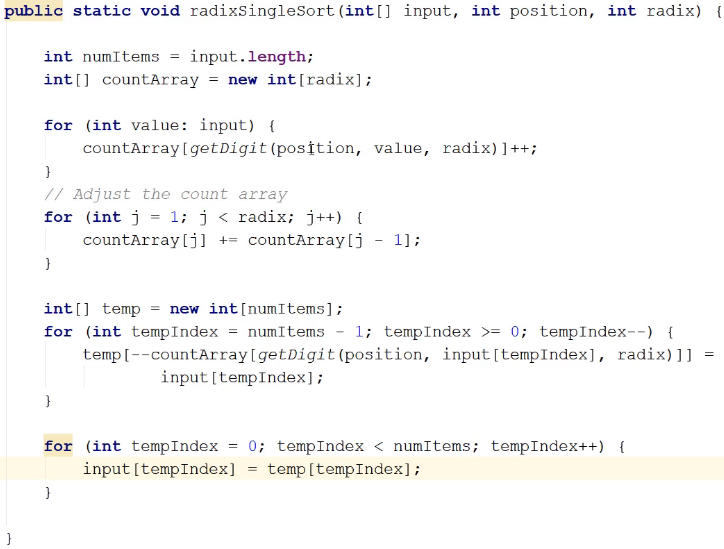 public static void radixSingleSort(int[] input, int position, int radix) {
int numItems = input.length;
int[] countArray = new int[radix];
for (int value: input) {
countArray[getDigit(position, value, radix)]++;
}
// Adjust the count array
for (int j = 1; j < radix; j++) {
countArray[j] += countArray[j - 1];
}
int[] temp = new int[numItems];
for (int tempIndex = numItems - 1; tempIndex >= 0; tempIndex--) {
temp[--countArray[getDigit(position, input[tempIndex], radix)]] =
input[tempIndex];
}
for (int tempIndex = 0; tempIndex < numItems; tempIndex++) {
input[tempIndex] = temp[tempIndex];
}
}